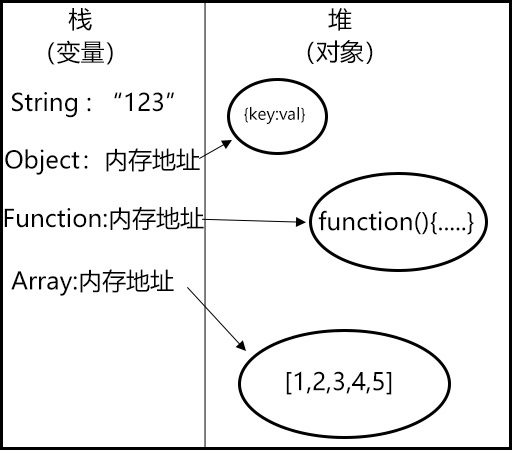 栈
（变量）
String： “123”
Object：内存地址
Function:内存地址
Array:内存地址
堆
（对象）
{key:val}
function(){.....}
[1,2,3,4,5]